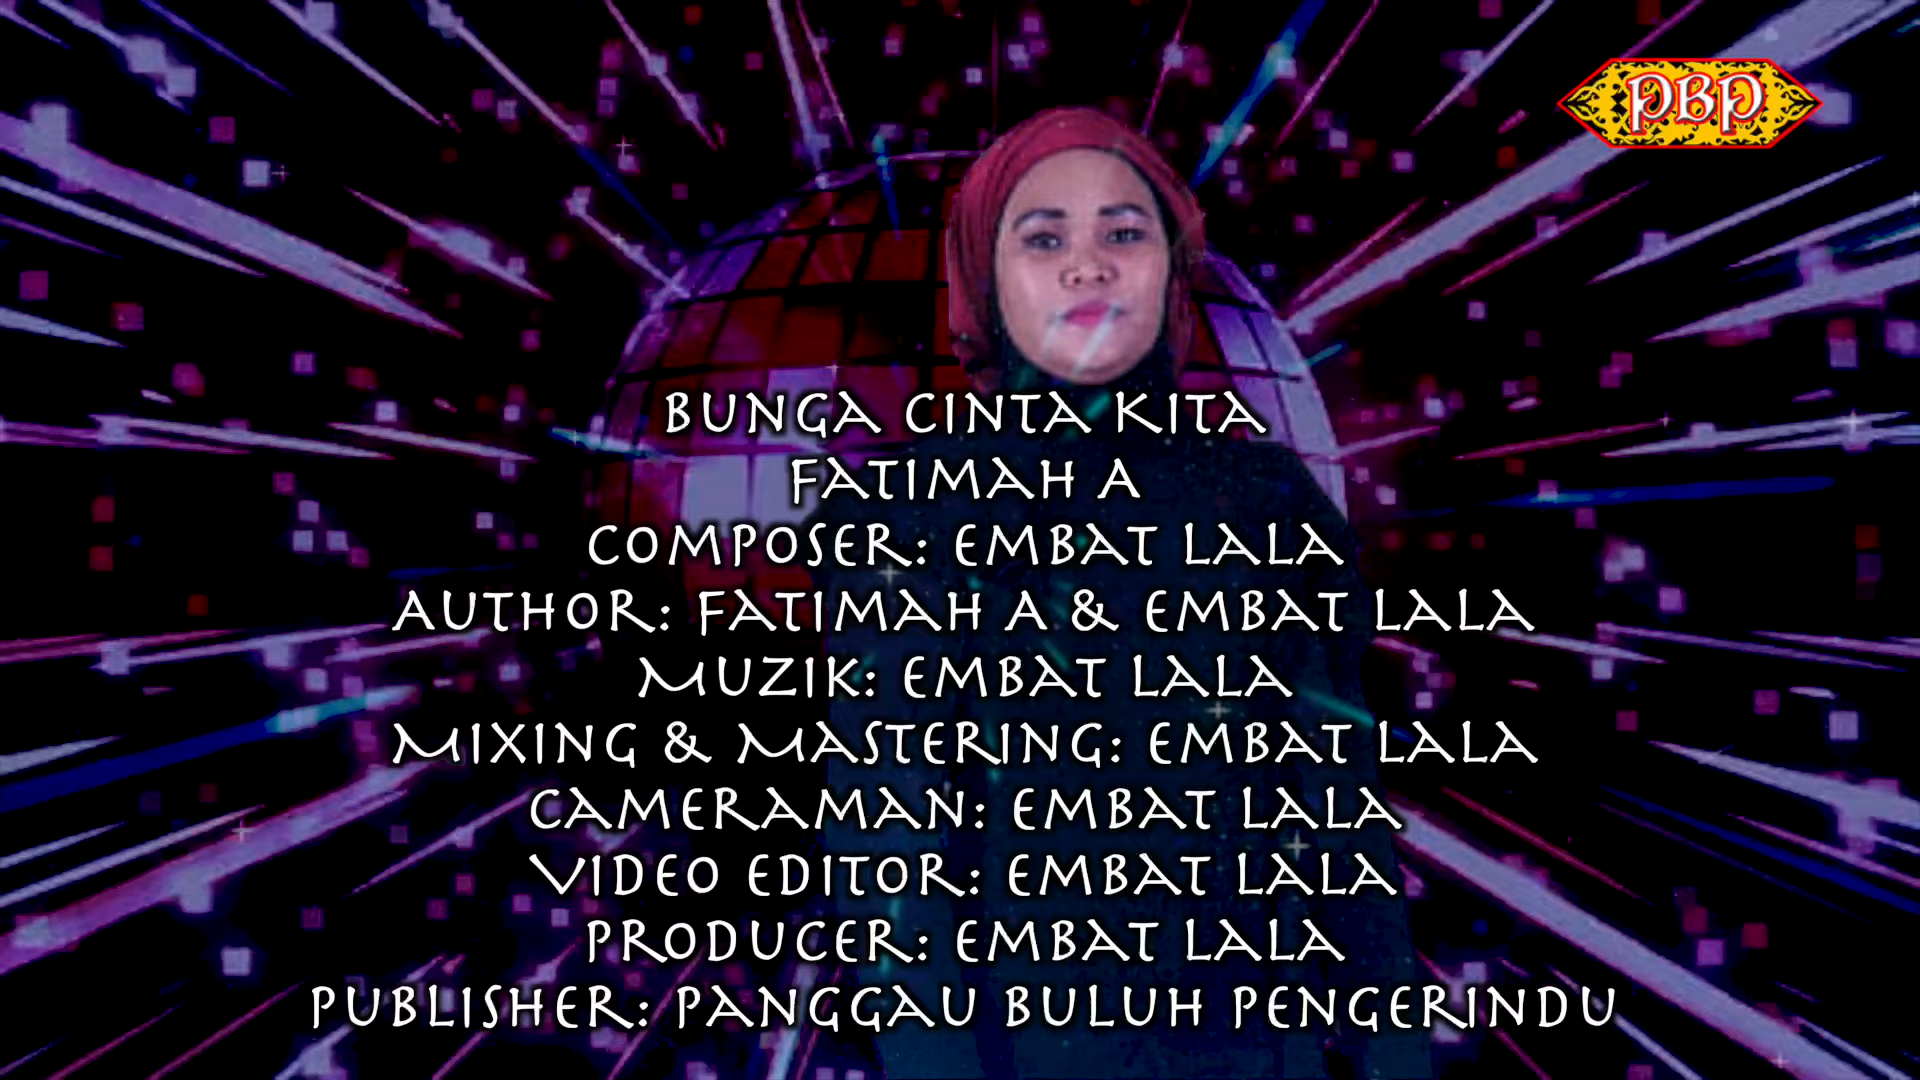 PBP
BUNGA CINTA KITA
FATIMAH A
COMPOSER: EMBAT LALA
AUTHOR: FATIMAH A & EMBAT LALA
MUZIK: EMBAT LALA
MIXING & MASTERING: EMBAT LALA
CAMERAMAN: EMBAT LALA
VIDEO EDITOR: EMBAT LALA
PRODUCER: EMBAT LALA
PUBLISHER: PANGGAU BULUH PENGERINDU